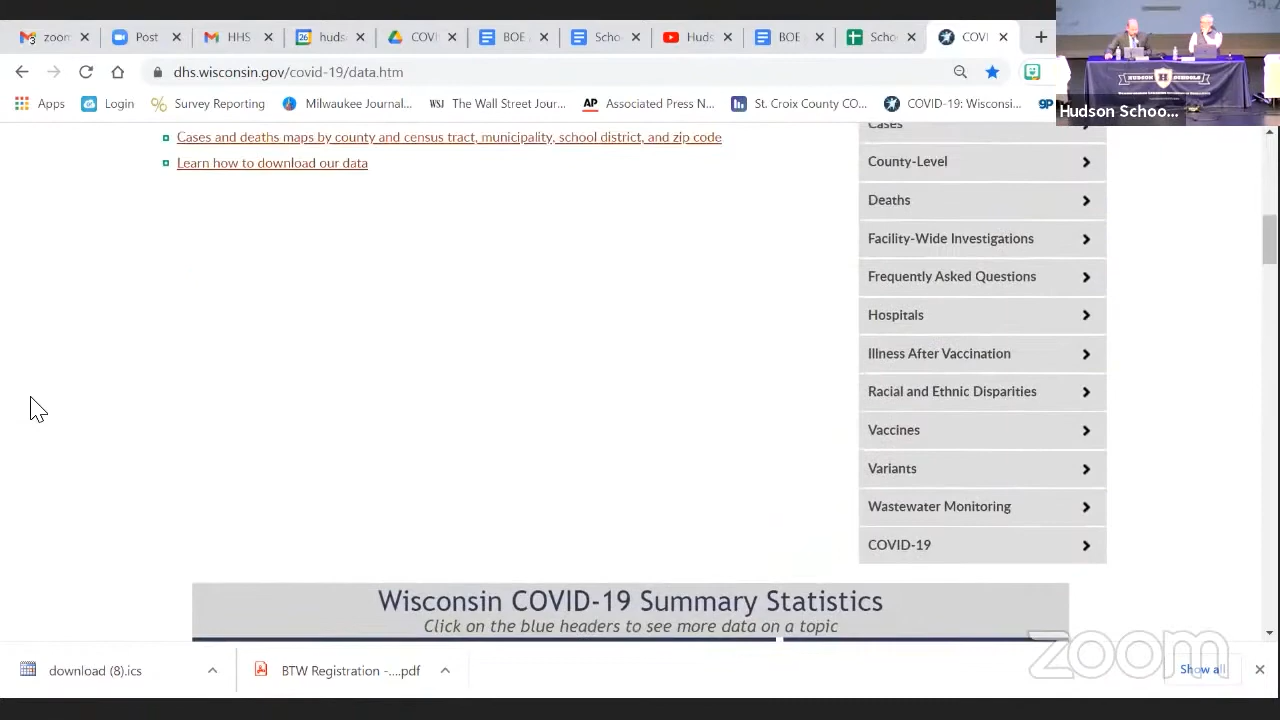 zoom
Post
HHS
26
huds
COVI
BOE
Scho
Huds
BOE
Scho
COVI
dhs.wisconsin.gov/covid-19/data.htm
Apps
Login
Survey Reporting
Milwaukee Journal...
WSJ
The Wall Street Jour...
AP
Associated Press N...
St. Croix County CO...
COVID-19: Wisconsi...
HUDSON SCHOOLS
Hudson Schoo...
Cases and deaths maps by county and census tract, municipality, school district, and zip code
Learn how to download our data
Cases
County-Level
Deaths
Facility-Wide Investigations
Frequently Asked Questions
Hospitals
Illness After Vaccination
Racial and Ethnic Disparities
Vaccines
Variants
Wastewater Monitoring
COVID-19
Wisconsin COVID-19 Summary Statistics
Click on the blue headers to see more data on a topic
download (8).ics
BTW Registration -....pdf
Show all
zoom